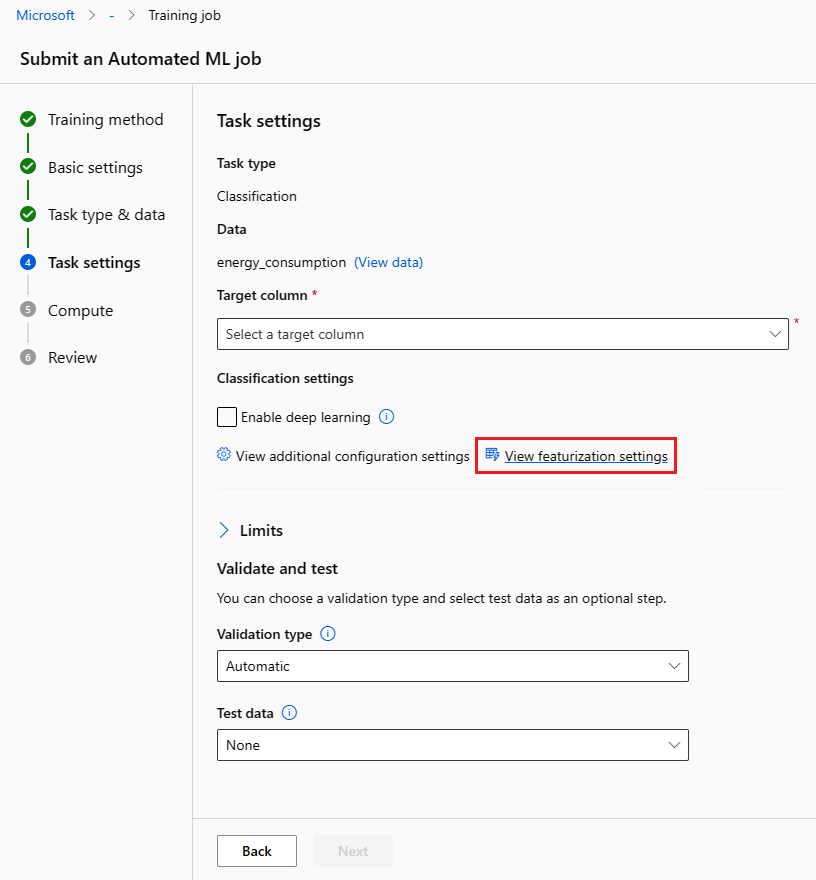 Microsoft > - > Training job
Submit an Automated ML job
Training method
Basic settings
Task type & data
4 Task settings
5 Compute
6 Review
Task settings
Task type
Classification
Data
energy_consumption (View data)
Target column *
Select a target column *
Classification settings
Enable deep learning
View additional configuration settings View featurization settings
Limits
Validate and test
You can choose a validation type and select test data as an optional step.
Validation type
Automatic
Test data
None
Back Next